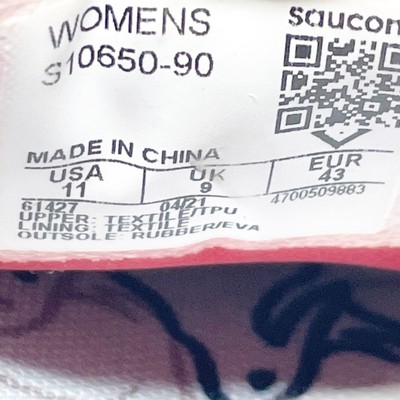 WOMENS
S10650-90
saucon
MADE IN CHINA
USA UK EUR
11 9 43
61427 04/21 4700509883
UPPER: TEXTILE/TPU
LINING: TEXTILE
OUTSOLE: RUBBER/EVA